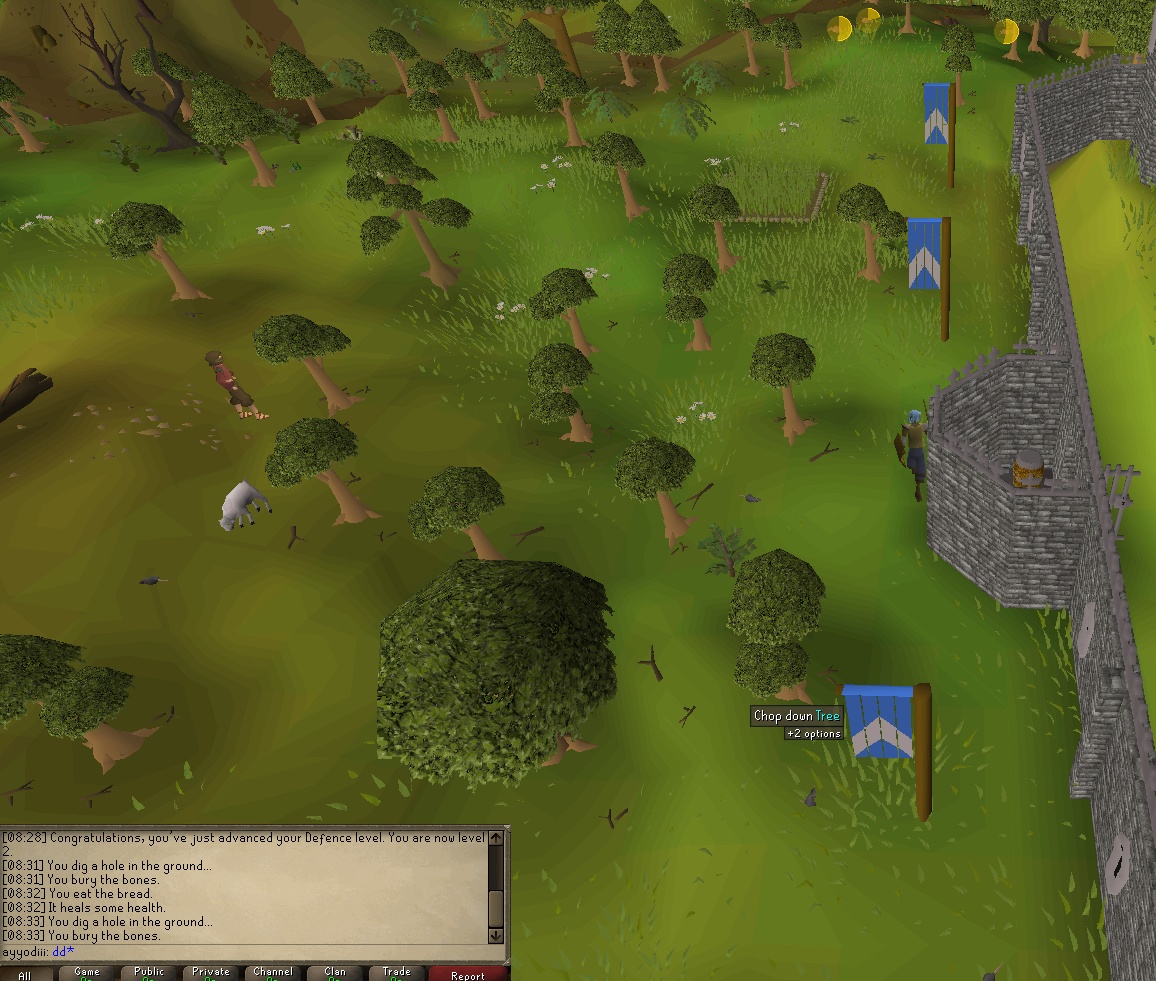 Chop down Tree
+2 options
[08:28] Congratulations, you've just advanced your Defence level. You are now level
2.
[08:31] You dig a hole in the ground...
[08:31] You bury the bones.
[08:32] You eat the bread.
[08:32] It heals some health.
[08:33] You dig a hole in the ground...
[08:33] You bury the bones.
ayyodiii: dd*
All Game Public Private Channel Clan Trade Report